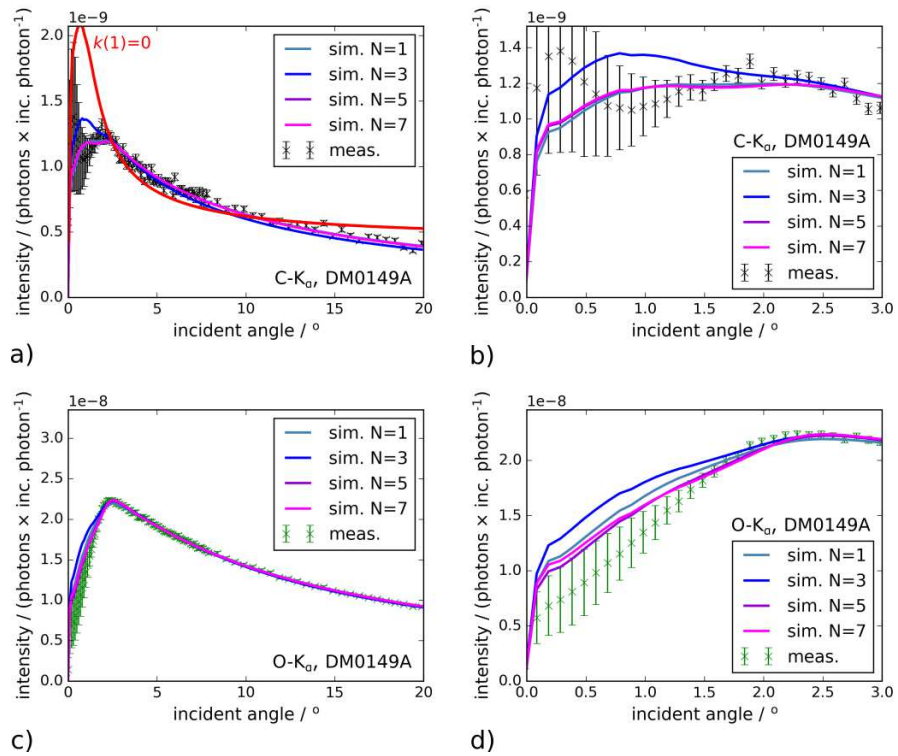 1e−9
2.0
1.5
1.0
0.5
0.0
0
5
10
15
20
intensity / (photons × inc. photon⁻¹)
incident angle / °
k(1)=0
sim. N=1
sim. N=3
sim. N=5
sim. N=7
meas.
C-Kα, DM0149A
a)
1e−9
1.4
1.2
1.0
0.8
0.6
0.4
0.2
0.0
0.0
0.5
1.0
1.5
2.0
2.5
3.0
intensity / (photons × inc. photon⁻¹)
incident angle / °
C-Kα, DM0149A
sim. N=1
sim. N=3
sim. N=5
sim. N=7
meas.
b)
1e−8
3.0
2.5
2.0
1.5
1.0
0.5
0.0
0
5
10
15
20
intensity / (photons × inc. photon⁻¹)
incident angle / °
sim. N=1
sim. N=3
sim. N=5
sim. N=7
meas.
O-Kα, DM0149A
c)
1e−8
2.0
1.5
1.0
0.5
0.0
0.0
0.5
1.0
1.5
2.0
2.5
3.0
intensity / (photons × inc. photon⁻¹)
incident angle / °
O-Kα, DM0149A
sim. N=1
sim. N=3
sim. N=5
sim. N=7
meas.
d)